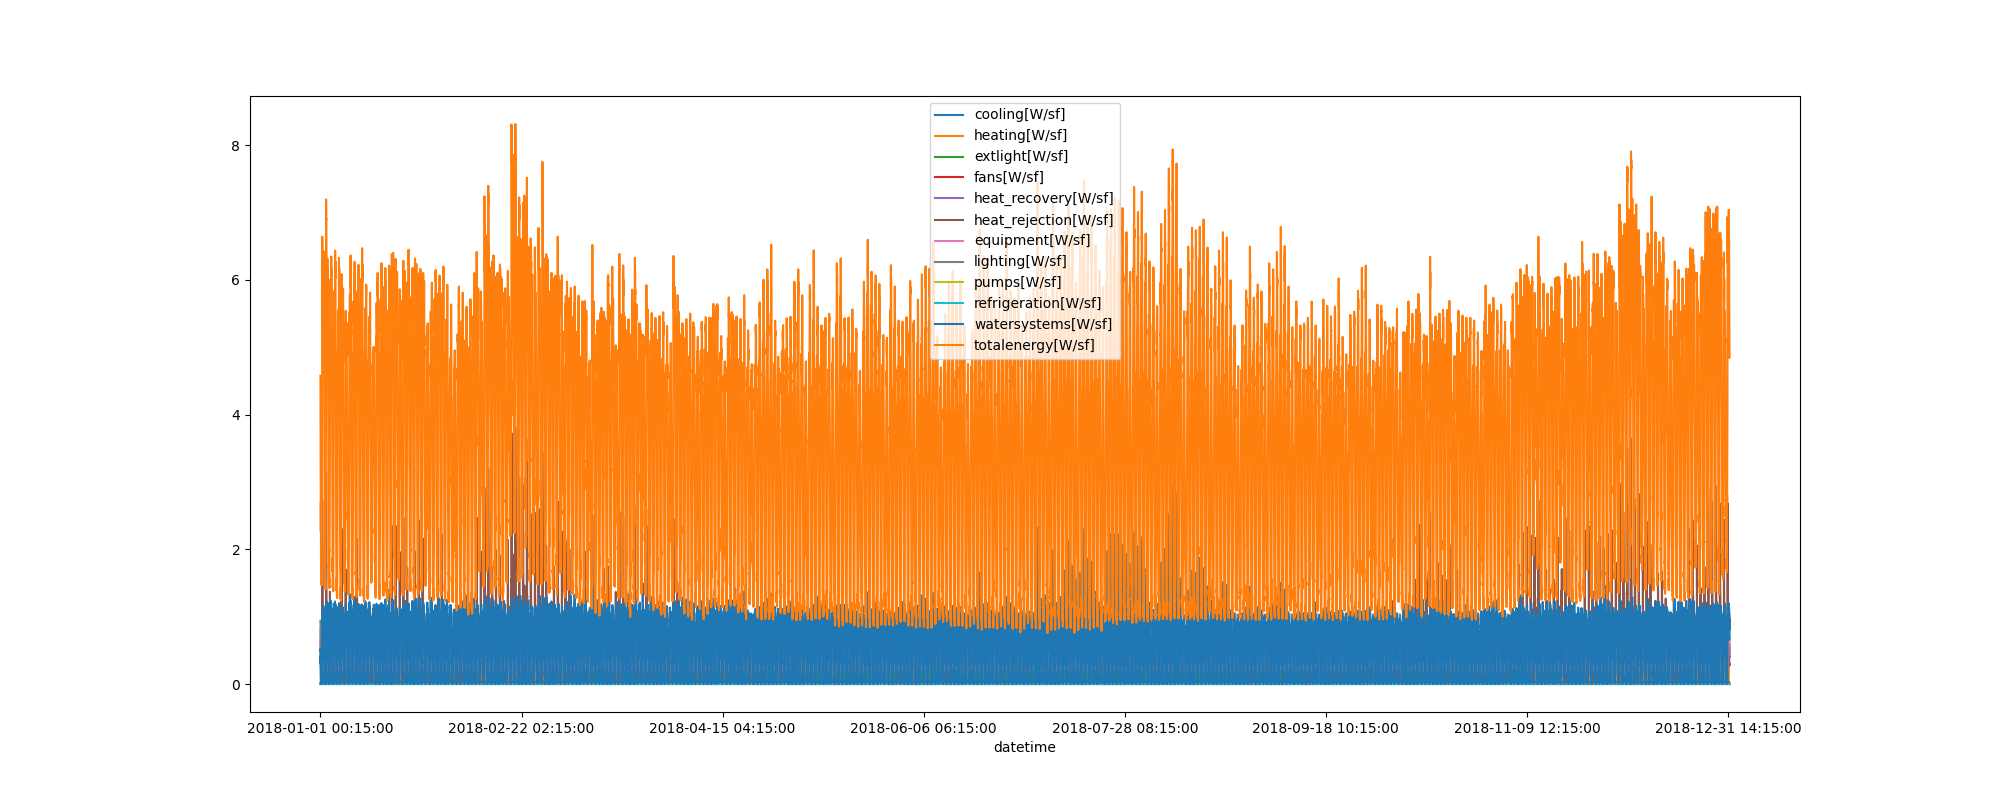 cooling[W/sf]
heating[W/sf]
extlight[W/sf]
fans[W/sf]
heat_recovery[W/sf]
heat_rejection[W/sf]
equipment[W/sf]
lighting[W/sf]
pumps[W/sf]
refrigeration[W/sf]
watersystems[W/sf]
totalenergy[W/sf]
8
6
4
2
0
2018-01-01 00:15:00 2018-02-22 02:15:00 2018-04-15 04:15:00 2018-06-06 06:15:00 2018-07-28 08:15:00 2018-09-18 10:15:00 2018-11-09 12:15:00 2018-12-31 14:15:00
datetime